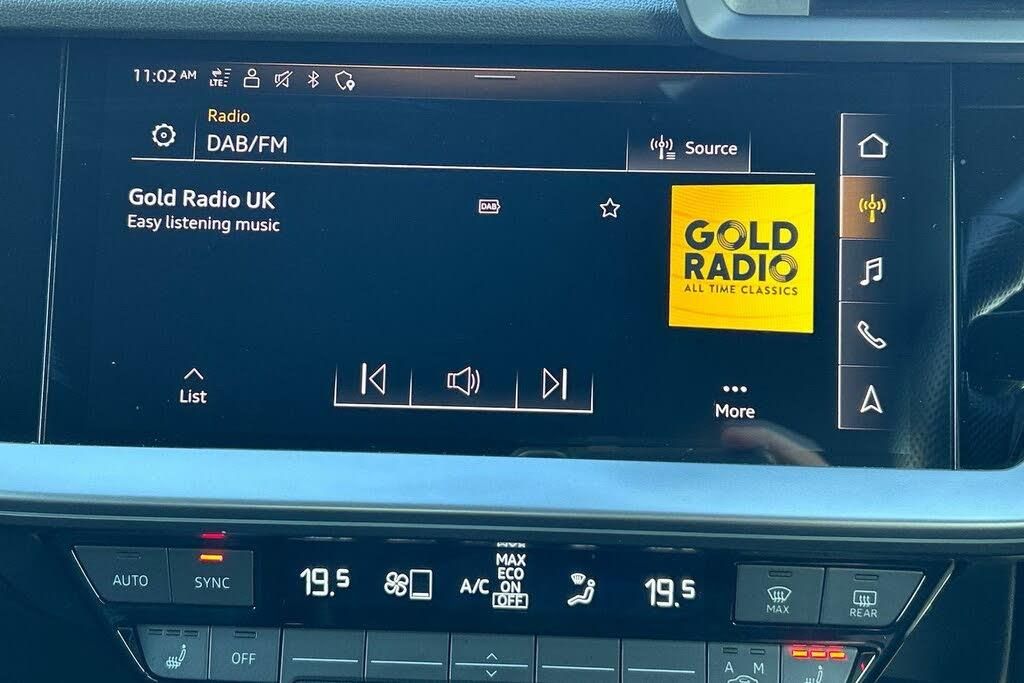 11:02 AM LTE
Radio
DAB/FM
Source
Gold Radio UK
DAB
Easy listening music
GOLD
RADIO
ALL TIME CLASSICS
List
More
AUTO
SYNC
19.5
A/C
MAX
ECO
ON
OFF
19.5
MAX
REAR
OFF
A M